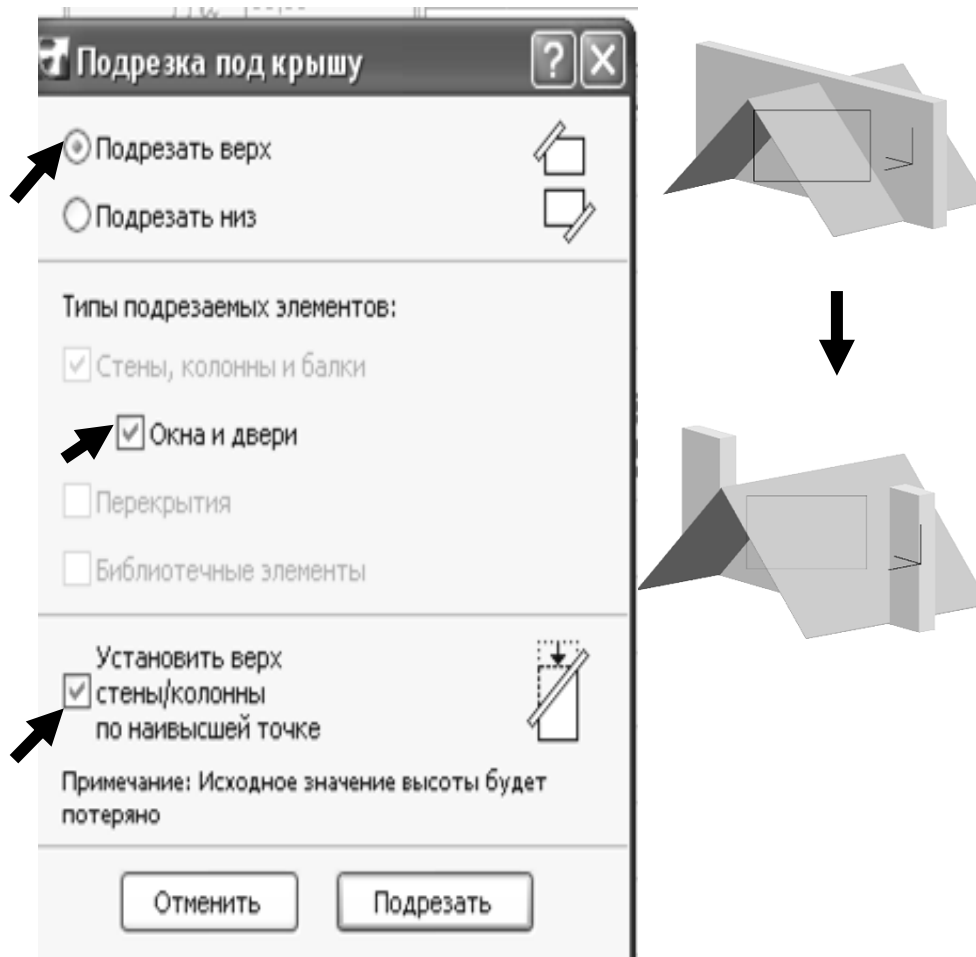 Подрезка под крышу
Подрезать верх
Подрезать низ
Типы подрезаемых элементов:
Стены, колонны и балки
Окна и двери
Перекрытия
Библиотечные элементы
Установить верх
стены/колонны
по наивысшей точке
Примечание: Исходное значение высоты будет
потеряно
Отменить
Подрезать